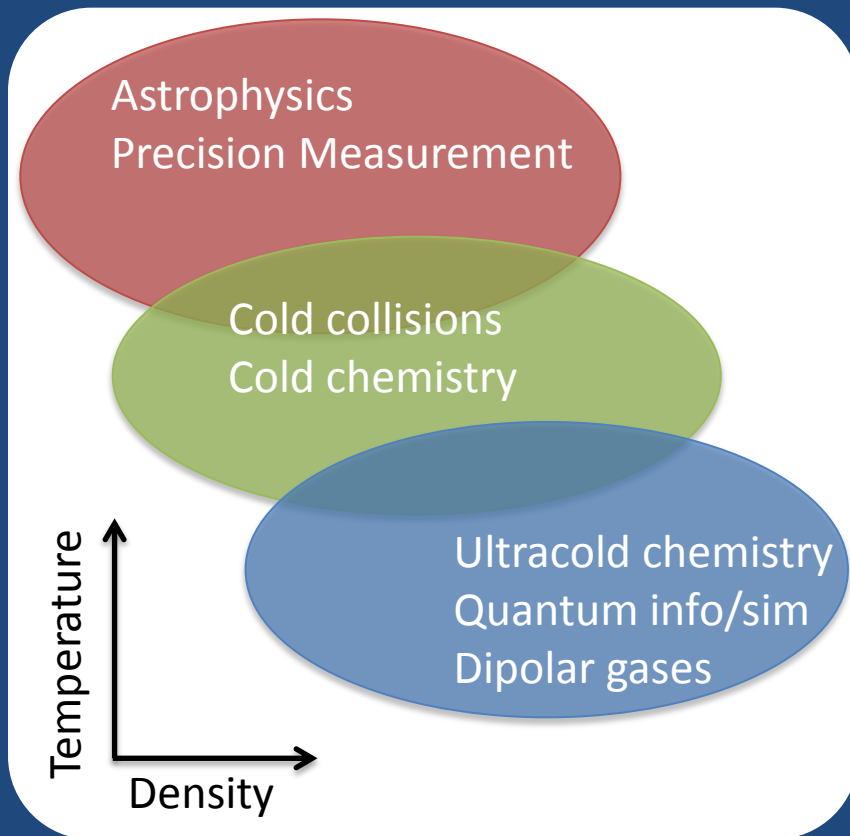 Astrophysics
Precision Measurement
Cold collisions
Cold chemistry
Ultracold chemistry
Quantum info/sim
Dipolar gases
Temperature
Density